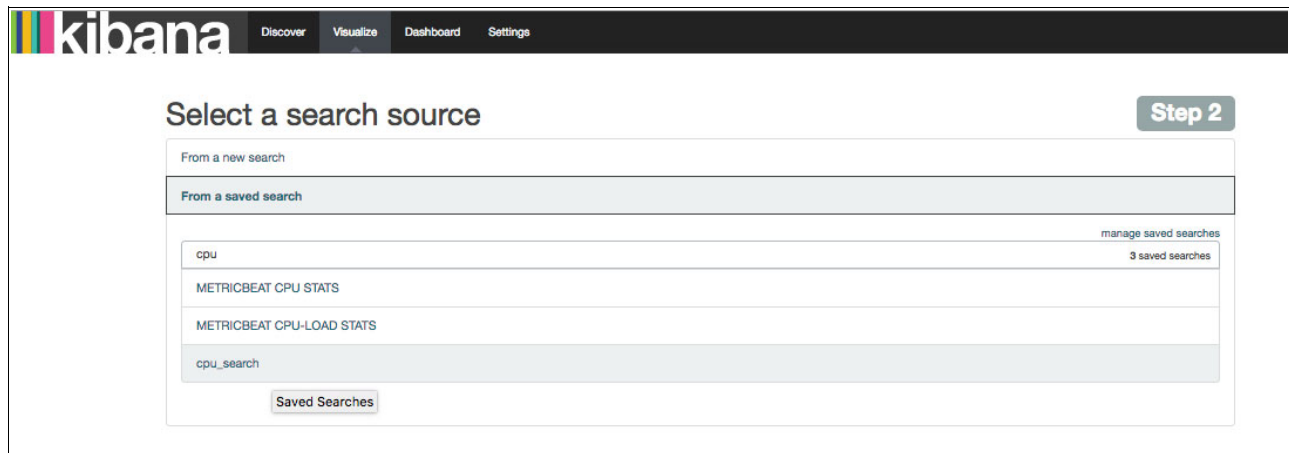 kibana Discover Visualize Dashboard Settings
Select a search source Step 2
From a new search
From a saved search
manage saved searches
cpu 3 saved searches
METRICBEAT CPU STATS
METRICBEAT CPU-LOAD STATS
cpu_search
Saved Searches